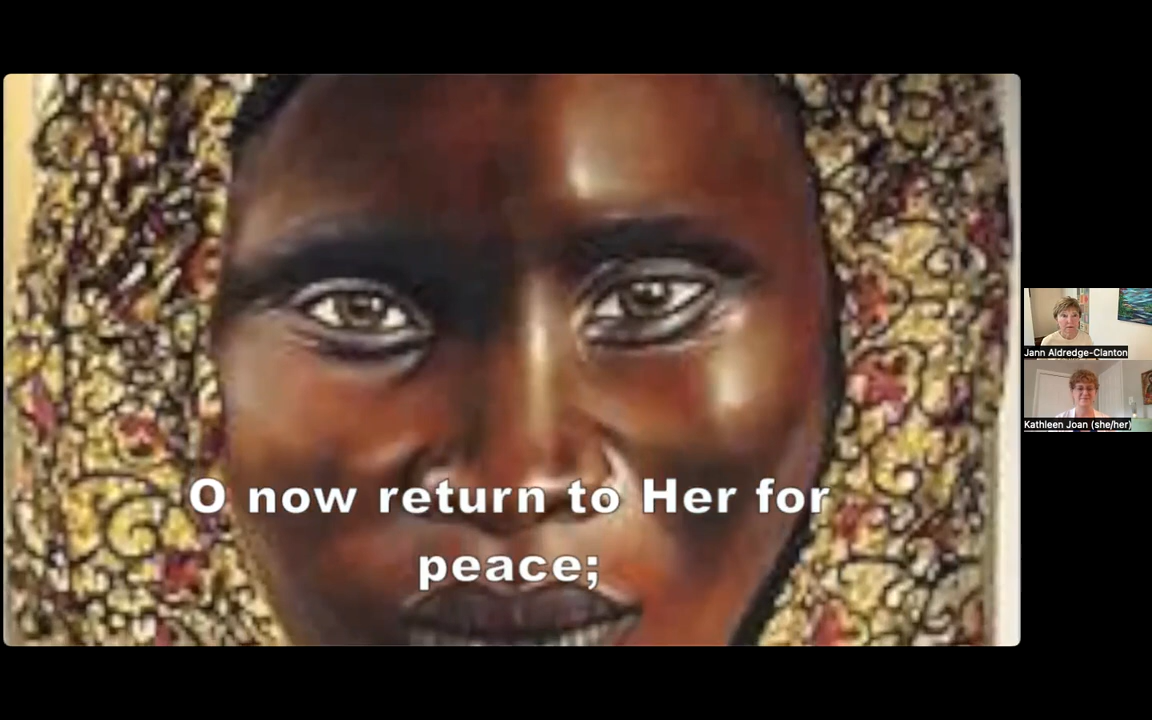 O now return to Her for
peace;
Jann Aldredge-Clanton
Kathleen Joan (she/her)